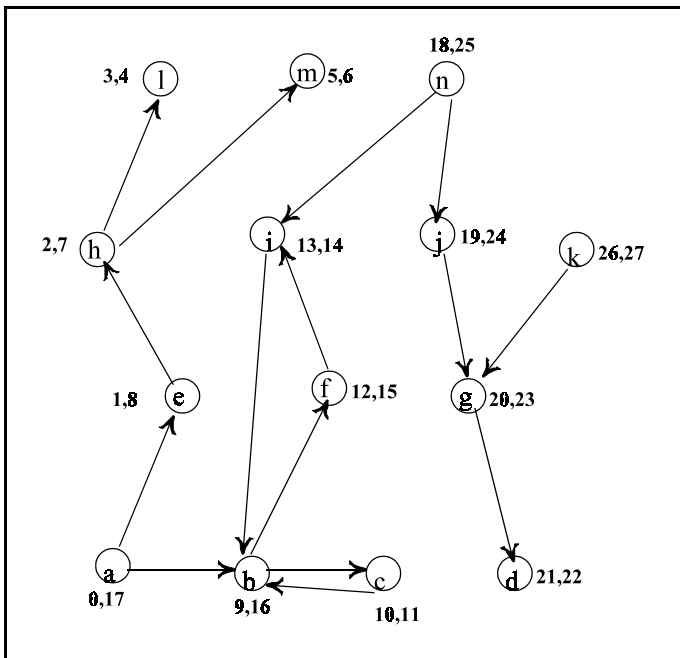 18,25
3,4 l m 5,6 n
2,7 h i 13,14 j 19,24 k 26,27
1,8 e f 12,15 g 20,23
a b c d 21,22
0,17 9,16 10,11